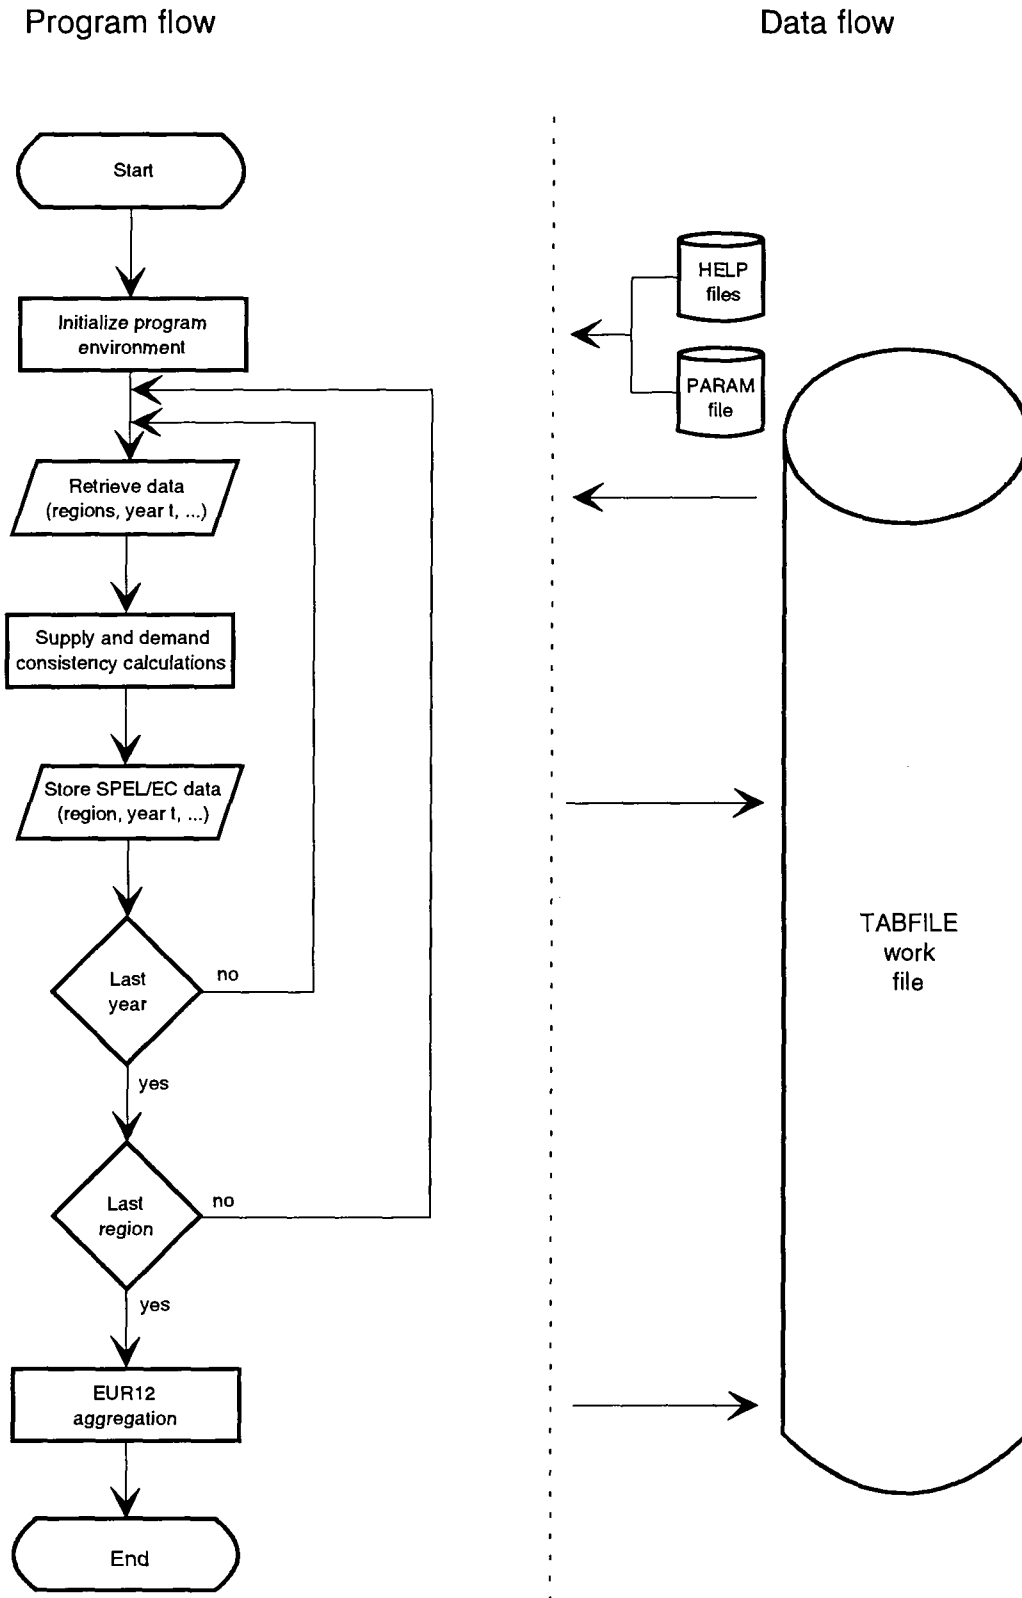 Program flow
Data flow
Start
HELP
files
Initialize program
environment
PARAM
file
Retrieve data
(regions, year t, ...)
Supply and demand
consistency calculations
Store SPEL/EC data
(region, year t, ...)
TABFILE
work
file
Last
year
no
yes
Last
region
no
yes
EUR12
aggregation
End